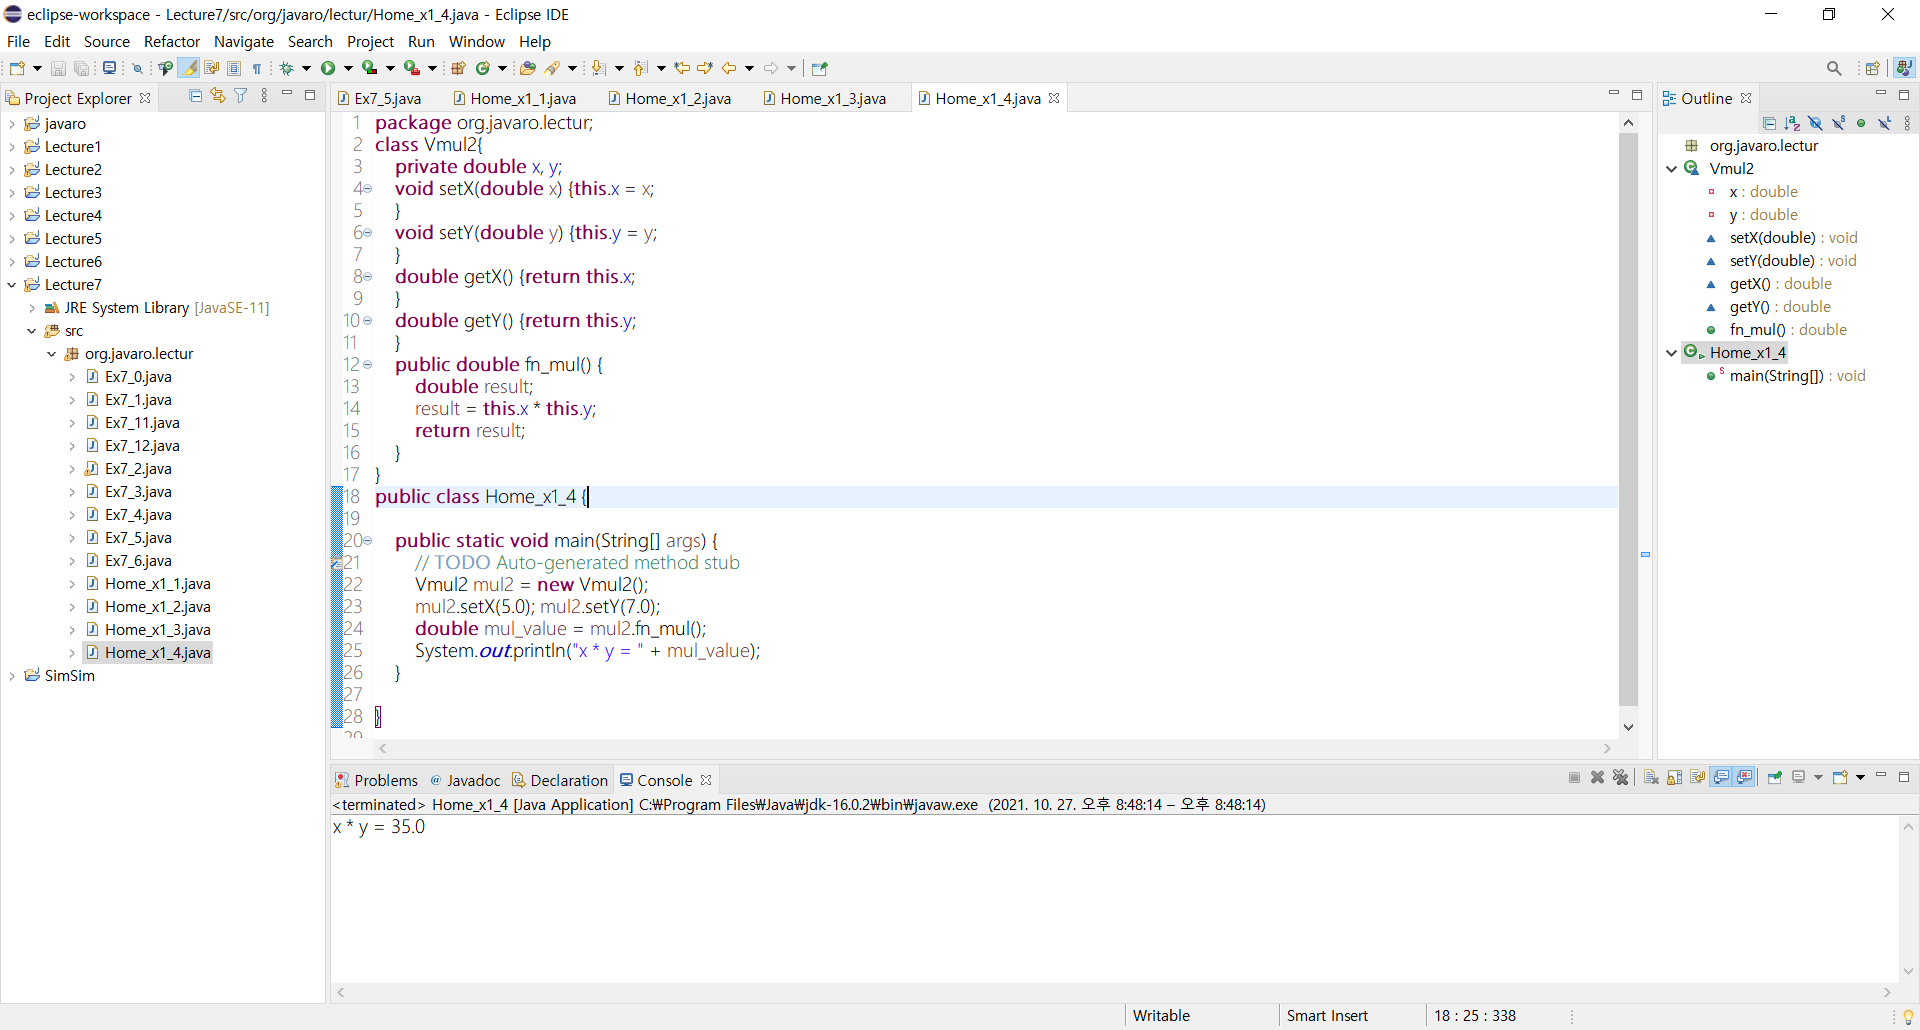 eclipse-workspace - Lecture7/src/org/javaro/lectur/Home_x1_4.java - Eclipse IDE
File Edit Source Refactor Navigate Search Project Run Window Help
Project Explorer
javaro
Lecture1
Lecture2
Lecture3
Lecture4
Lecture5
Lecture6
Lecture7
JRE System Library [JavaSE-11]
src
org.javaro.lectur
Ex7_0.java
Ex7_1.java
Ex7_11.java
Ex7_12.java
Ex7_2.java
Ex7_3.java
Ex7_4.java
Ex7_5.java
Ex7_6.java
Home_x1_1.java
Home_x1_2.java
Home_x1_3.java
Home_x1_4.java
SimSim
Ex7_5.java Home_x1_1.java Home_x1_2.java Home_x1_3.java Home_x1_4.java
1 package org.javaro.lectur;
2 class Vmul2{
3 private double x, y;
4 void setX(double x) {this.x = x;
5 }
6 void setY(double y) {this.y = y;
7 }
8 double getX() {return this.x;
9 }
10 double getY() {return this.y;
11 }
12 public double fn_mul() {
13 double result;
14 result = this.x * this.y;
15 return result;
16 }
17 }
18 public class Home_x1_4 {
19
20 public static void main(String[] args) {
21 // TODO Auto-generated method stub
22 Vmul2 mul2 = new Vmul2();
23 mul2.setX(5.0); mul2.setY(7.0);
24 double mul_value = mul2.fn_mul();
25 System.out.println("x * y = " + mul_value);
26 }
27
28 }
29
Outline
org.javaro.lectur
Vmul2
x : double
y : double
setX(double) : void
setY(double) : void
getX() : double
getY() : double
fn_mul() : double
Home_x1_4
main(String[]) : void
Problems Javadoc Declaration Console
<terminated> Home_x1_4 [Java Application] C:₩Program Files₩Java₩jdk-16.0.2₩bin₩javaw.exe (2021. 10. 27. 오후 8:48:14 – 오후 8:48:14)
x * y = 35.0
Writable Smart Insert 18 : 25 : 338